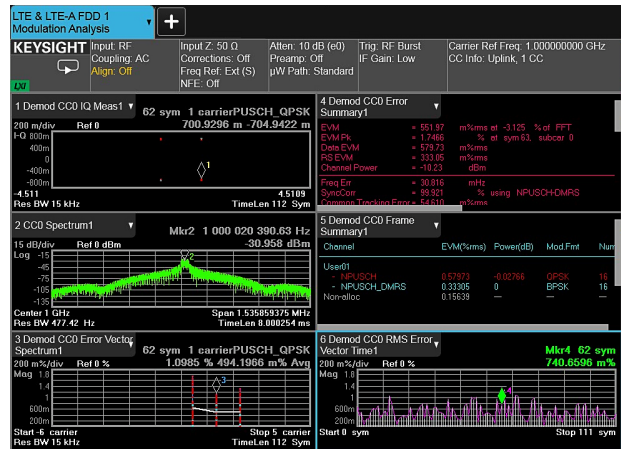 LTE & LTE-A FDD 1
Modulation Analysis
KEYSIGHT
LXI
Input: RF
Coupling: AC
Align: Off
Input Z: 50 Ω
Corrections: Off
Freq Ref: Ext (S)
NFE: Off
Atten: 10 dB (e0)
Preamp: Off
µW Path: Standard
Trig: RF Burst
IF Gain: Low
Carrier Ref Freq: 1.000000000 GHz
CC Info: Uplink, 1 CC
1 Demod CC0 IQ Meas1
62 sym 1 carrierPUSCH_QPSK
200 m/div Ref 0 700.9296 m -704.9422 m
I-Q 800m
400m
0
-400m
-800m
1
-4.511 4.5109
Res BW 15 kHz TimeLen 112 Sym
4 Demod CC0 Error Summary1
EVM = 551.97 m%rms at -3.125 % of FFT
EVM Pk = 1.7466 % at sym 63, subcar 0
Data EVM = 579.73 m%rms
RS EVM = 333.05 m%rms
Channel Power = -10.23 dBm
Freq Err = 30.816 mHz
SyncCorr = 99.921 % using NPUSCH-DMRS
Common Tracking Error = 54.610 m%rms
2 CC0 Spectrum1
Mkr2 1 000 020 390.63 Hz
15 dB/div Ref 0 dBm -30.958 dBm
Log -15
-45
-75
-105
-135
2
Center 1 GHz Span 1.535859375 MHz
Res BW 477.42 Hz TimeLen 8.000254 ms
5 Demod CC0 Frame Summary1
Channel EVM(%rms) Power(dB) Mod.Fmt Num
User01
- NPUSCH 0.57973 -0.02766 QPSK 16
- NPUSCH_DMRS 0.33305 0 BPSK 16
Non-alloc 0.15639 — — —
3 Demod CC0 Error Vector Spectrum1
62 sym 1 carrierPUSCH_QPSK
200 m%/div Ref 0 % 1.0985 % 494.1966 m% Avg
Mag 1.8
1.4
1
600m
200m
3
Start -6 carrier Stop 5 carrier
Res BW 15 kHz TimeLen 112 Sym
6 Demod CC0 RMS Error Vector Time1
Mkr4 62 sym
200 m%/div Ref 0 % 740.6596 m%
Mag 1.8
1.4
1
600m
200m
4
Start 0 sym Stop 111 sym